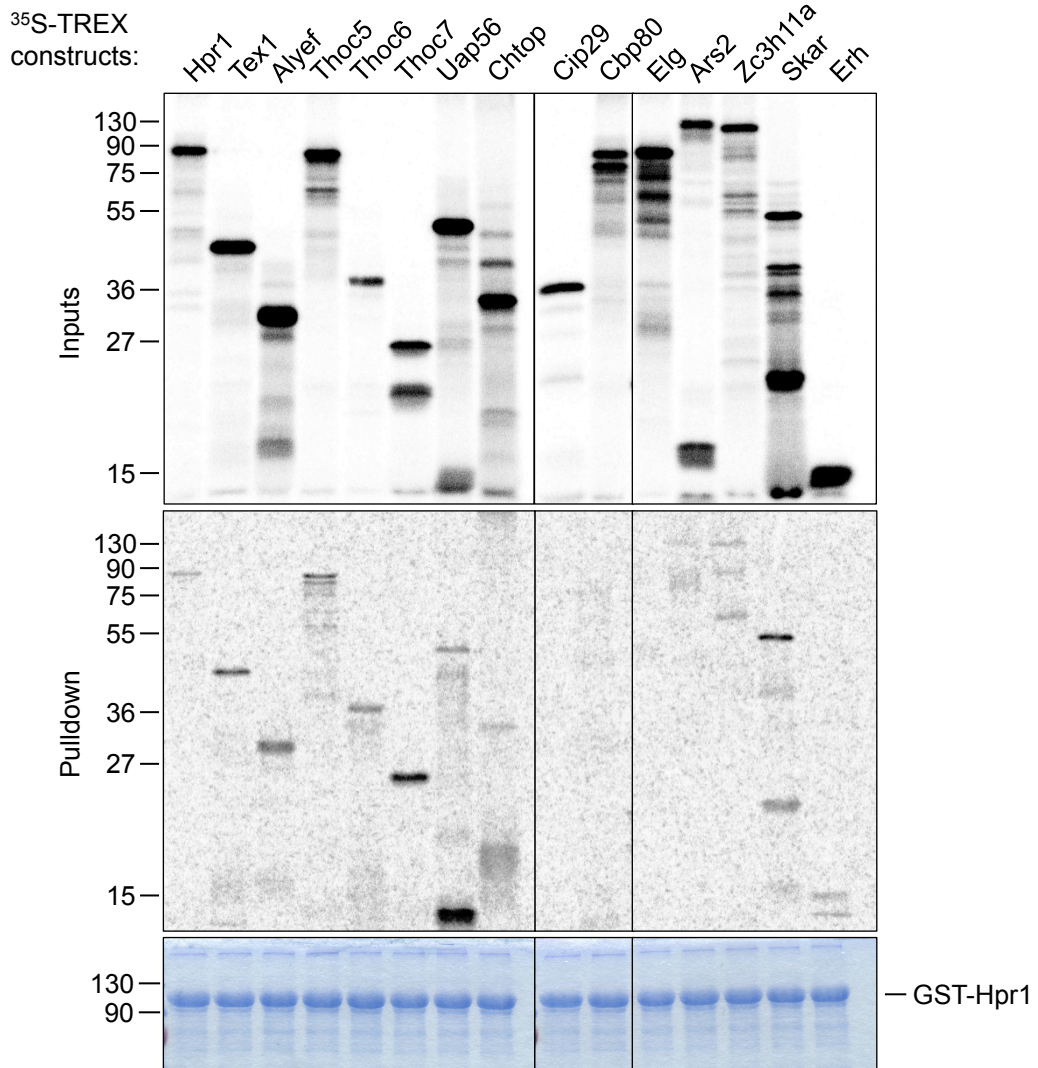 ³⁵S-TREX
constructs:
Hpr1 Tex1 Alyef Thoc5 Thoc6 Thoc7 Uap56 Chtop Cip29 Cbp80 Elg Ars2 Zc3h11a Skar Erh
130
90
75
55
36
27
15
Inputs
130
90
75
55
36
27
15
Pulldown
130
90
GST-Hpr1